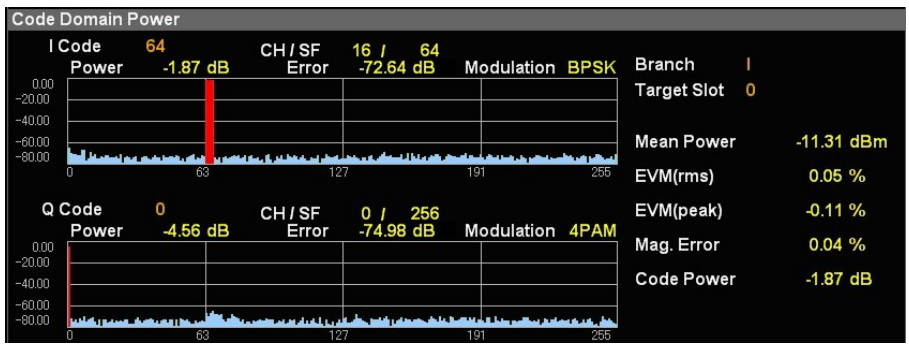 Code Domain Power
I Code 64 CH / SF 16 / 64
Power -1.87 dB Error -72.64 dB Modulation BPSK
0.00
-20.00
-40.00
-60.00
-80.00
0 63 127 191 255
Q Code 0 CH / SF 0 / 256
Power -4.56 dB Error -74.98 dB Modulation 4PAM
0.00
-20.00
-40.00
-60.00
-80.00
0 63 127 191 255
Branch I
Target Slot 0
Mean Power -11.31 dBm
EVM(rms) 0.05 %
EVM(peak) -0.11 %
Mag. Error 0.04 %
Code Power -1.87 dB